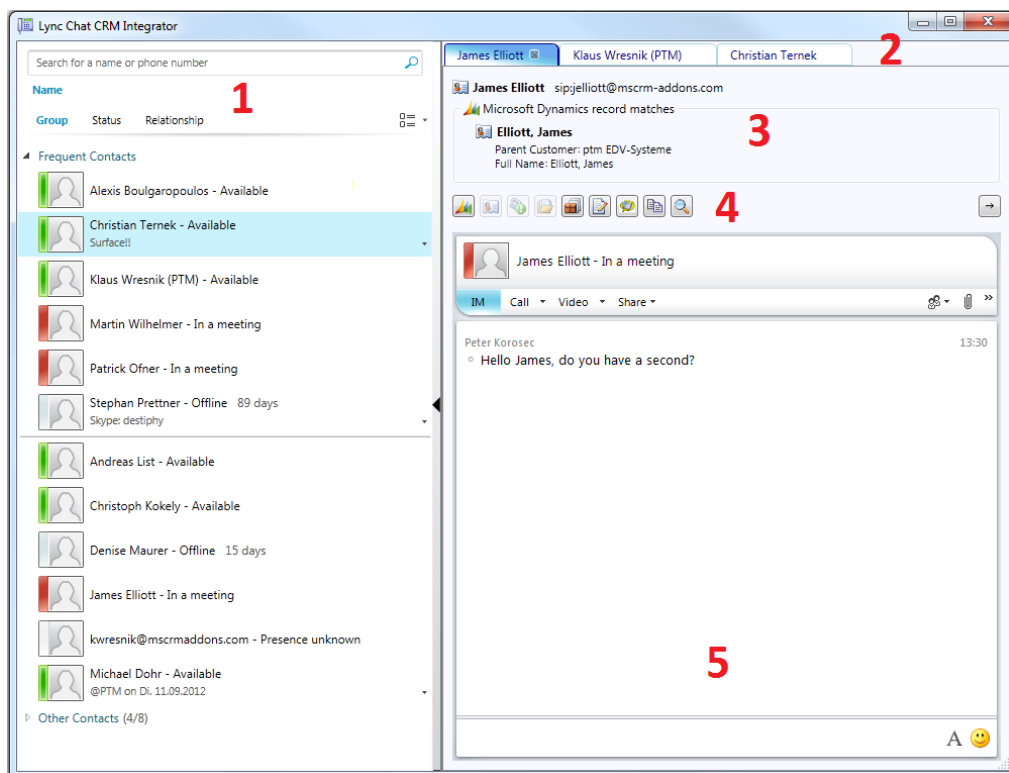 Lync Chat CRM Integrator
Search for a name or phone number
1
Name
Group Status Relationship
Frequent Contacts
Alexis Boulgaropoulos - Available
Christian Ternek - Available
Surface!!
Klaus Wresnik (PTM) - Available
Martin Wilhelmer - In a meeting
Patrick Ofner - In a meeting
Stephan Prettner - Offline 89 days
Skype: destiphy
Andreas List - Available
Christoph Kokely - Available
Denise Maurer - Offline 15 days
James Elliott - In a meeting
kwresnik@mscrmaddons.com - Presence unknown
Michael Dohr - Available
@PTM on Di. 11.09.2012
Other Contacts (4/8)
James Elliott Klaus Wresnik (PTM) Christian Ternek
2
James Elliott sip:jelliott@mscrm-addons.com
Microsoft Dynamics record matches
3
Elliott, James
Parent Customer: ptm EDV-Systeme
Full Name: Elliott, James
4
James Elliott - In a meeting
IM Call Video Share
Peter Korosec 13:30
Hello James, do you have a second?
5
A